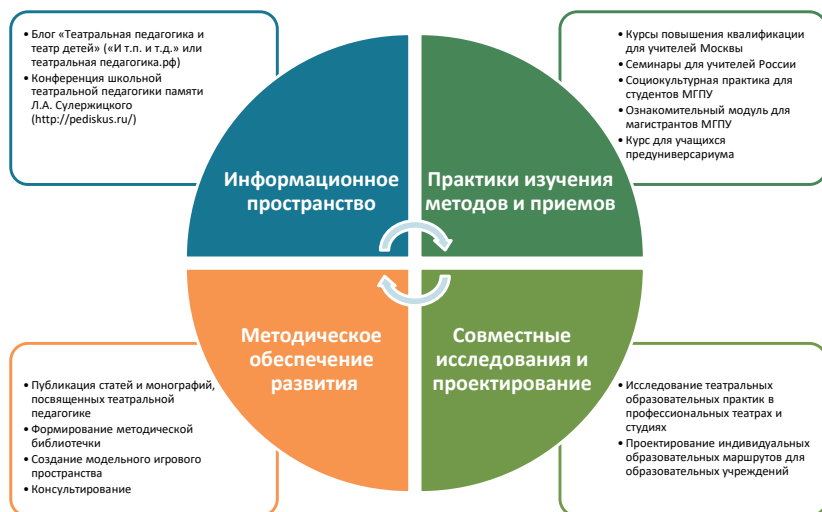 • Блог «Театральная педагогика и
театр детей» («И т.п. и т.д.» или
театральная педагогика.рф)
• Конференция школьной
театральной педагогики памяти
Л.А. Сулержицкого
(http://pediskus.ru/)
• Курсы повышения квалификации
для учителей Москвы
• Семинары для учителей России
• Социокультурная практика для
студентов МГПУ
• Ознакомительный модуль для
магистрантов МГПУ
• Курс для учащихся
предуниверсариума
Информационное
пространство
Практики изучения
методов и приемов
Методическое
обеспечение
развития
Совместные
исследования и
проектирование
• Публикация статей и монографий,
посвященных театральной
педагогике
• Формирование методической
библиотечки
• Создание модельного игрового
пространства
• Консультирование
• Исследование театральных
образовательных практик в
профессиональных театрах и
студиях
• Проектирование индивидуальных
образовательных маршрутов для
образовательных учреждений